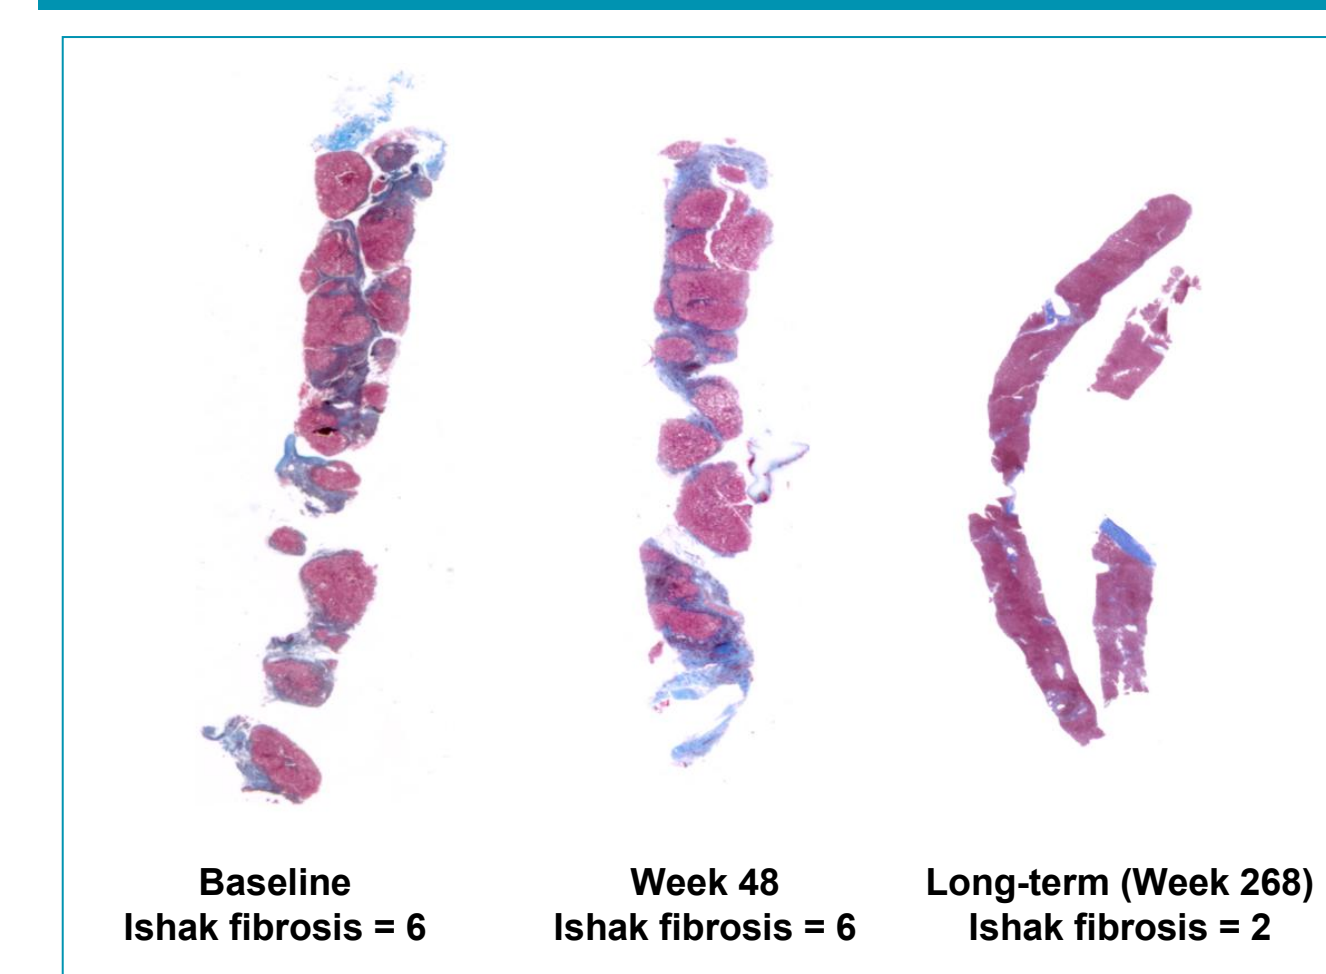 Baseline
Ishak fibrosis = 6
Week 48
Ishak fibrosis = 6
Long-term (Week 268)
Ishak fibrosis = 2